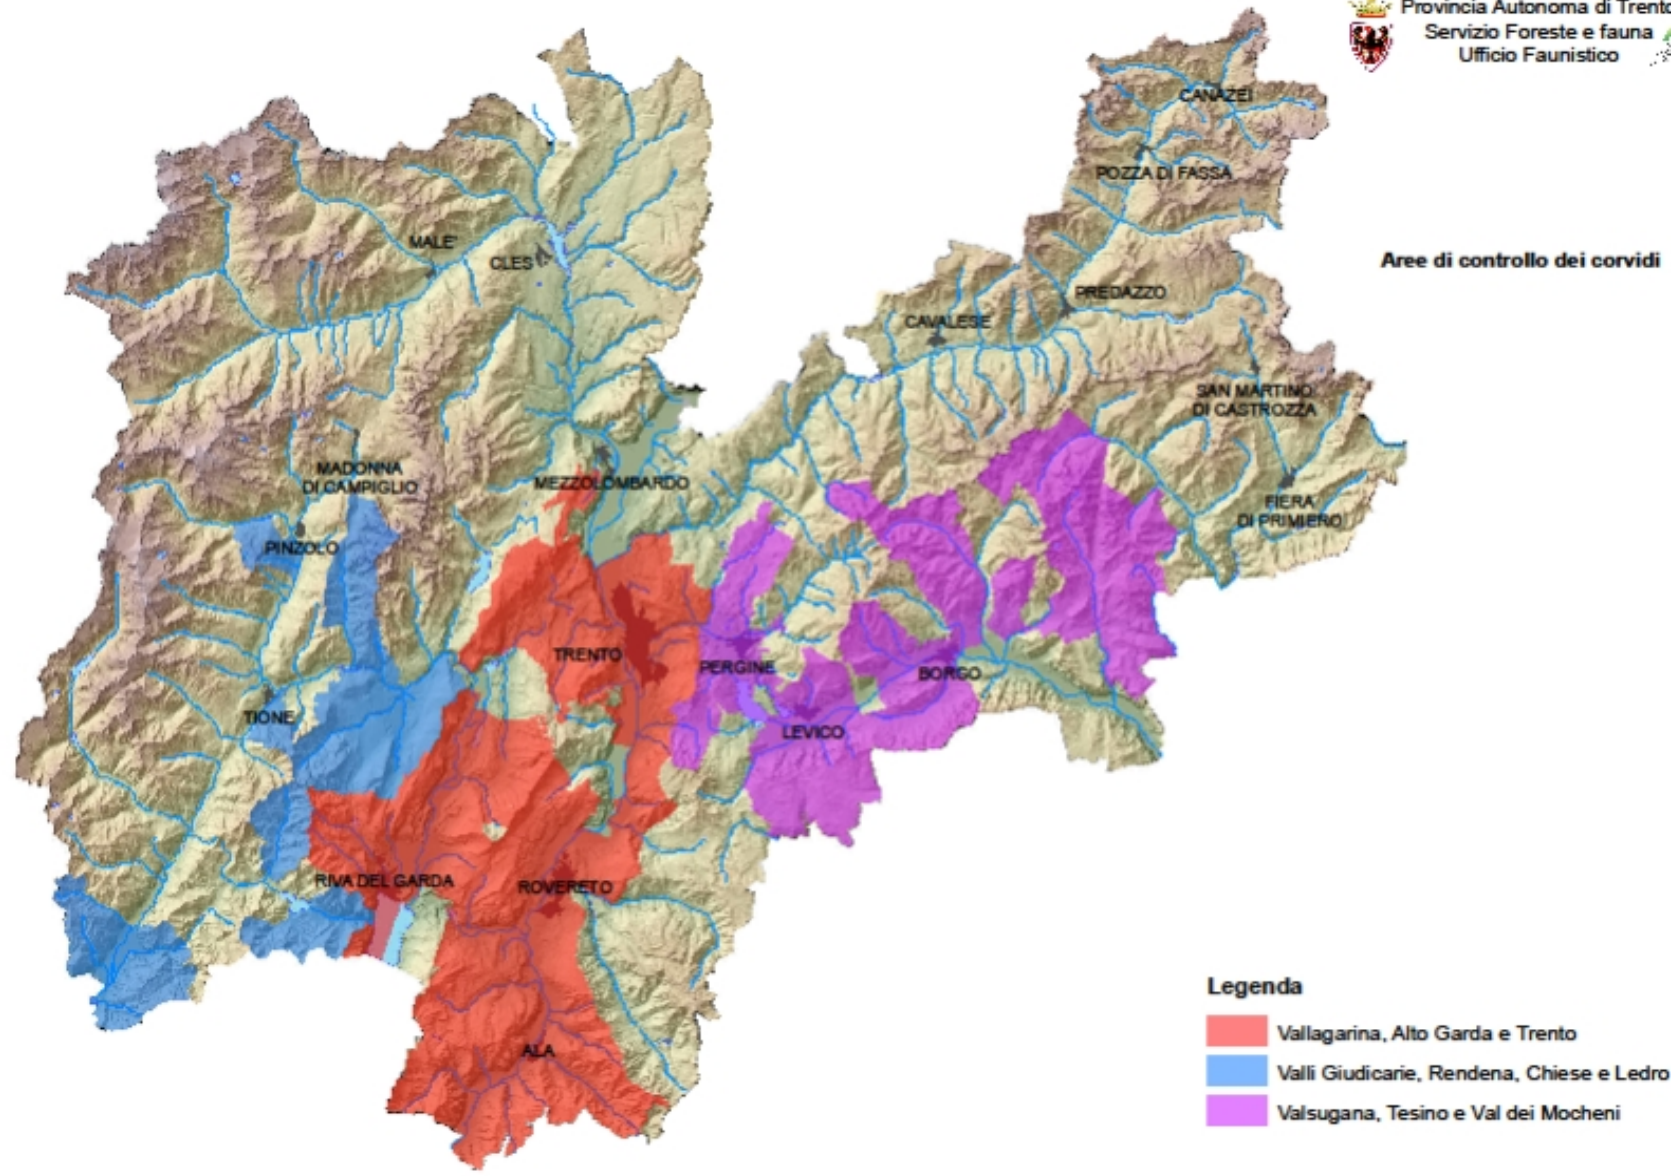 Provincia Autonoma di Trento
Servizio Foreste e fauna
Ufficio Faunistico
CANAZEI
POZZA DI FASSA
MALE'
CLES
Aree di controllo dei corvidi
PREDAZZO
CAVALESE
SAN MARTINO
DI CASTROZZA
MADONNA
DI CAMPIGLIO
MEZZOLOMBARDO
FIERA
DI PRIMIERO
PINZOLO
TRENTO
PERGINE
BORGO
TIONE
LEVICO
RIVA DEL GARDA
ROVERETO
Legenda
Vallagarina, Alto Garda e Trento
ALA
Valli Giudicarie, Rendena, Chiese e Ledro
Valsugana, Tesino e Val dei Mocheni